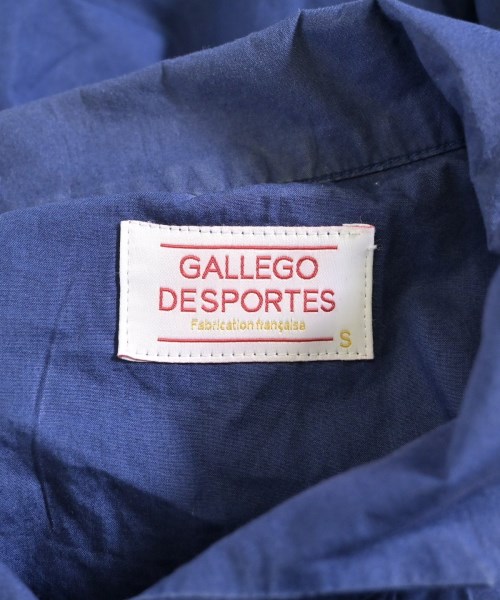 GALLEGO
DESPORTES
Fabrication française
S